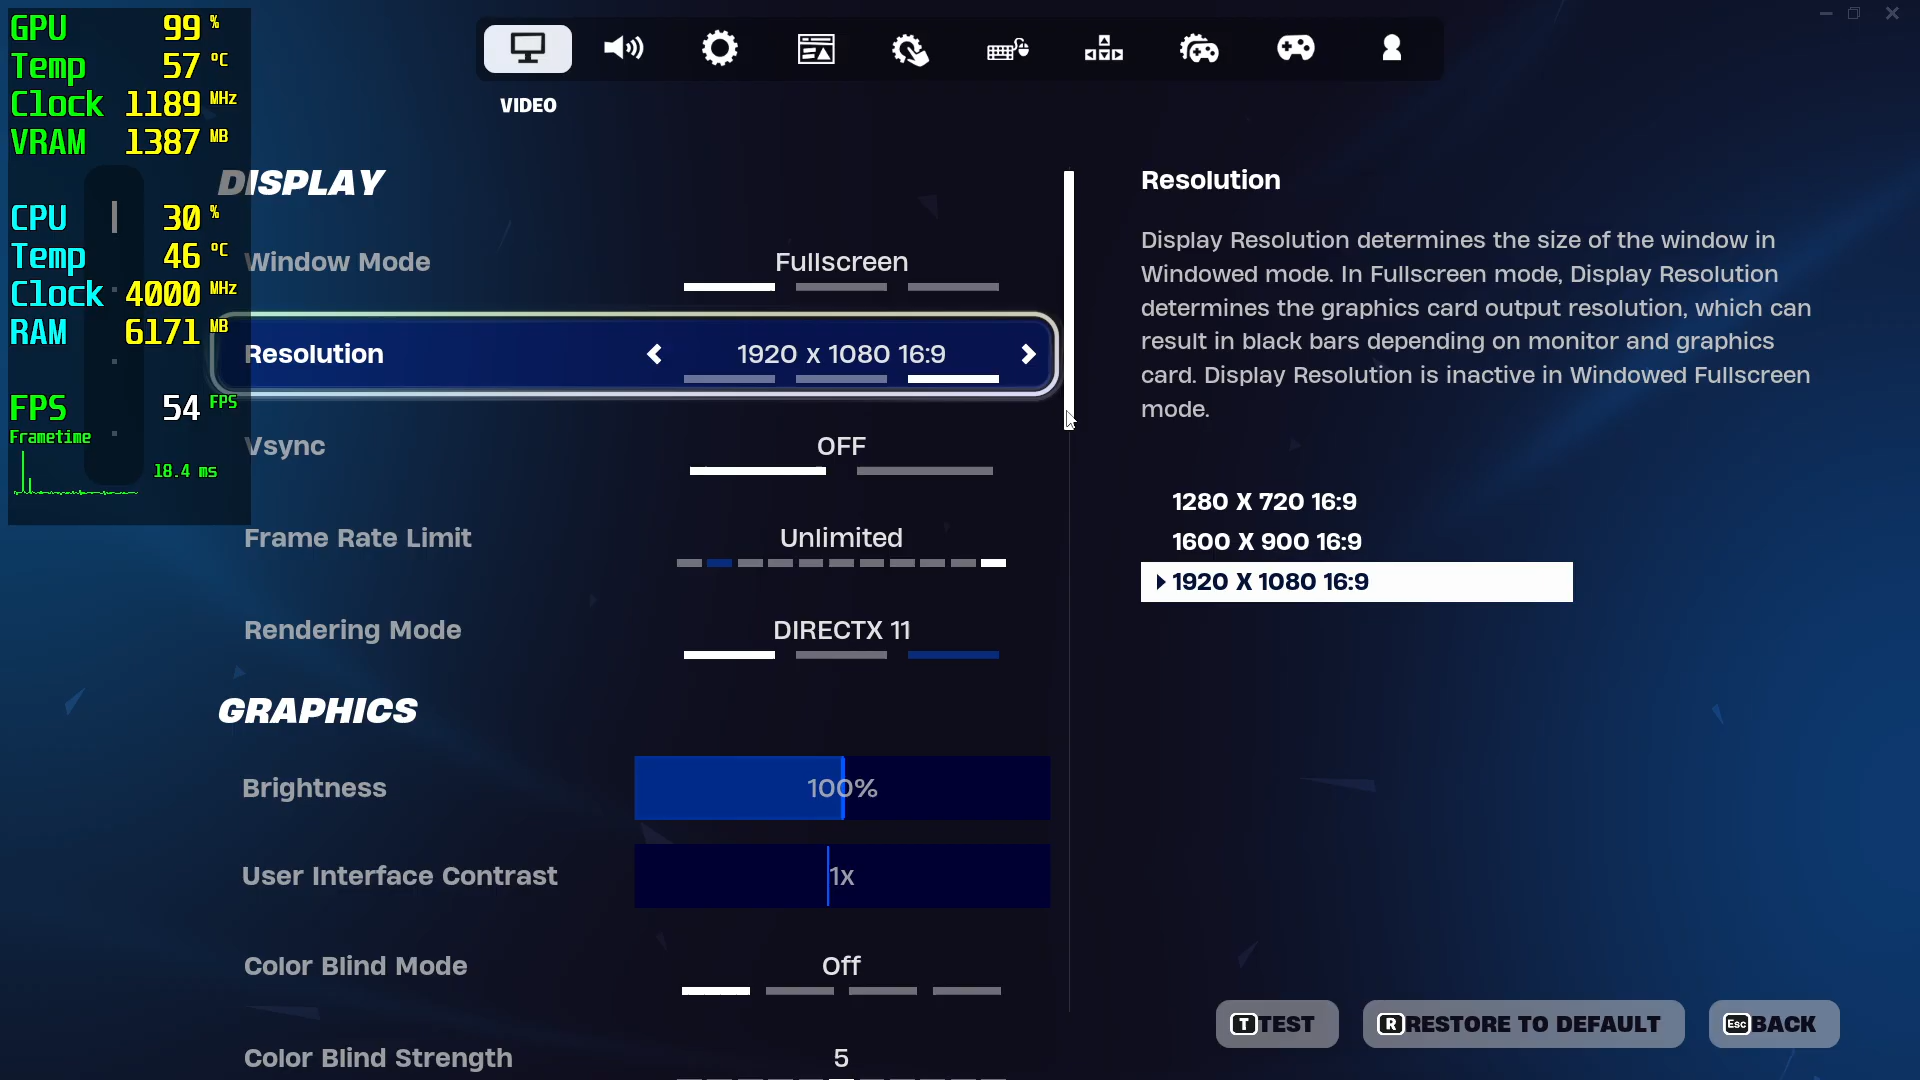 GPU 99 %
Temp 57 °C
Clock 1189 MHz
VRAM 1387 MB
CPU 30 %
Temp 46 °C
Clock 4000 MHz
RAM 6171 MB
FPS 54 FPS
Frametime
18.4 ms
VIDEO
DISPLAY
Window Mode Fullscreen
Resolution 1920 x 1080 16:9
Vsync OFF
Frame Rate Limit Unlimited
Rendering Mode DIRECTX 11
GRAPHICS
Brightness 100%
User Interface Contrast 1x
Color Blind Mode Off
Color Blind Strength 5
Resolution
Display Resolution determines the size of the window in
Windowed mode. In Fullscreen mode, Display Resolution
determines the graphics card output resolution, which can
result in black bars depending on monitor and graphics
card. Display Resolution is inactive in Windowed Fullscreen
mode.
1280 X 720 16:9
1600 X 900 16:9
1920 X 1080 16:9
T TEST
R RESTORE TO DEFAULT
Esc BACK